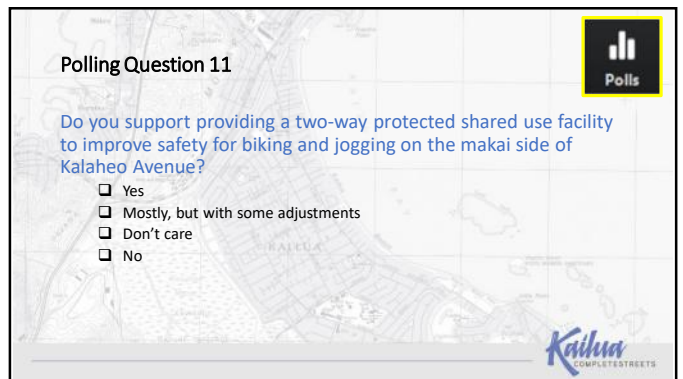 Polling Question 11
Polls
Do you support providing a two-way protected shared use facility
to improve safety for biking and jogging on the makai side of
Kalaheo Avenue?
Yes
Mostly, but with some adjustments
Don't care
No
KAILUA
Kailua
COMPLETESTREETS